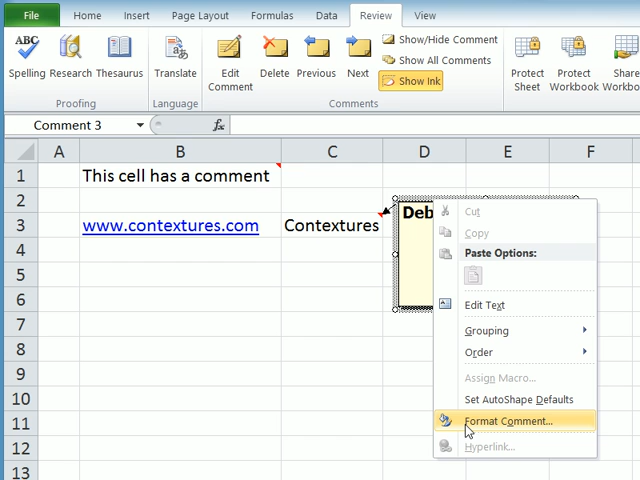 File Home Insert Page Layout Formulas Data Review View
ABC
Spelling Research Thesaurus Translate Edit Comment Delete Previous Next
Show/Hide Comment
Show All Comments
Show Ink
Protect Sheet Protect Workbook Share Workbo
Proofing Language Comments
Comment 3 fx
A B C D E F
1 This cell has a comment
2
3 www.contextures.com Contextures Deb
4
5
6
7
8
9
10
11
12
13
Cut
Copy
Paste Options:
Edit Text
Grouping
Order
Assign Macro...
Set AutoShape Defaults
Format Comment...
Hyperlink...